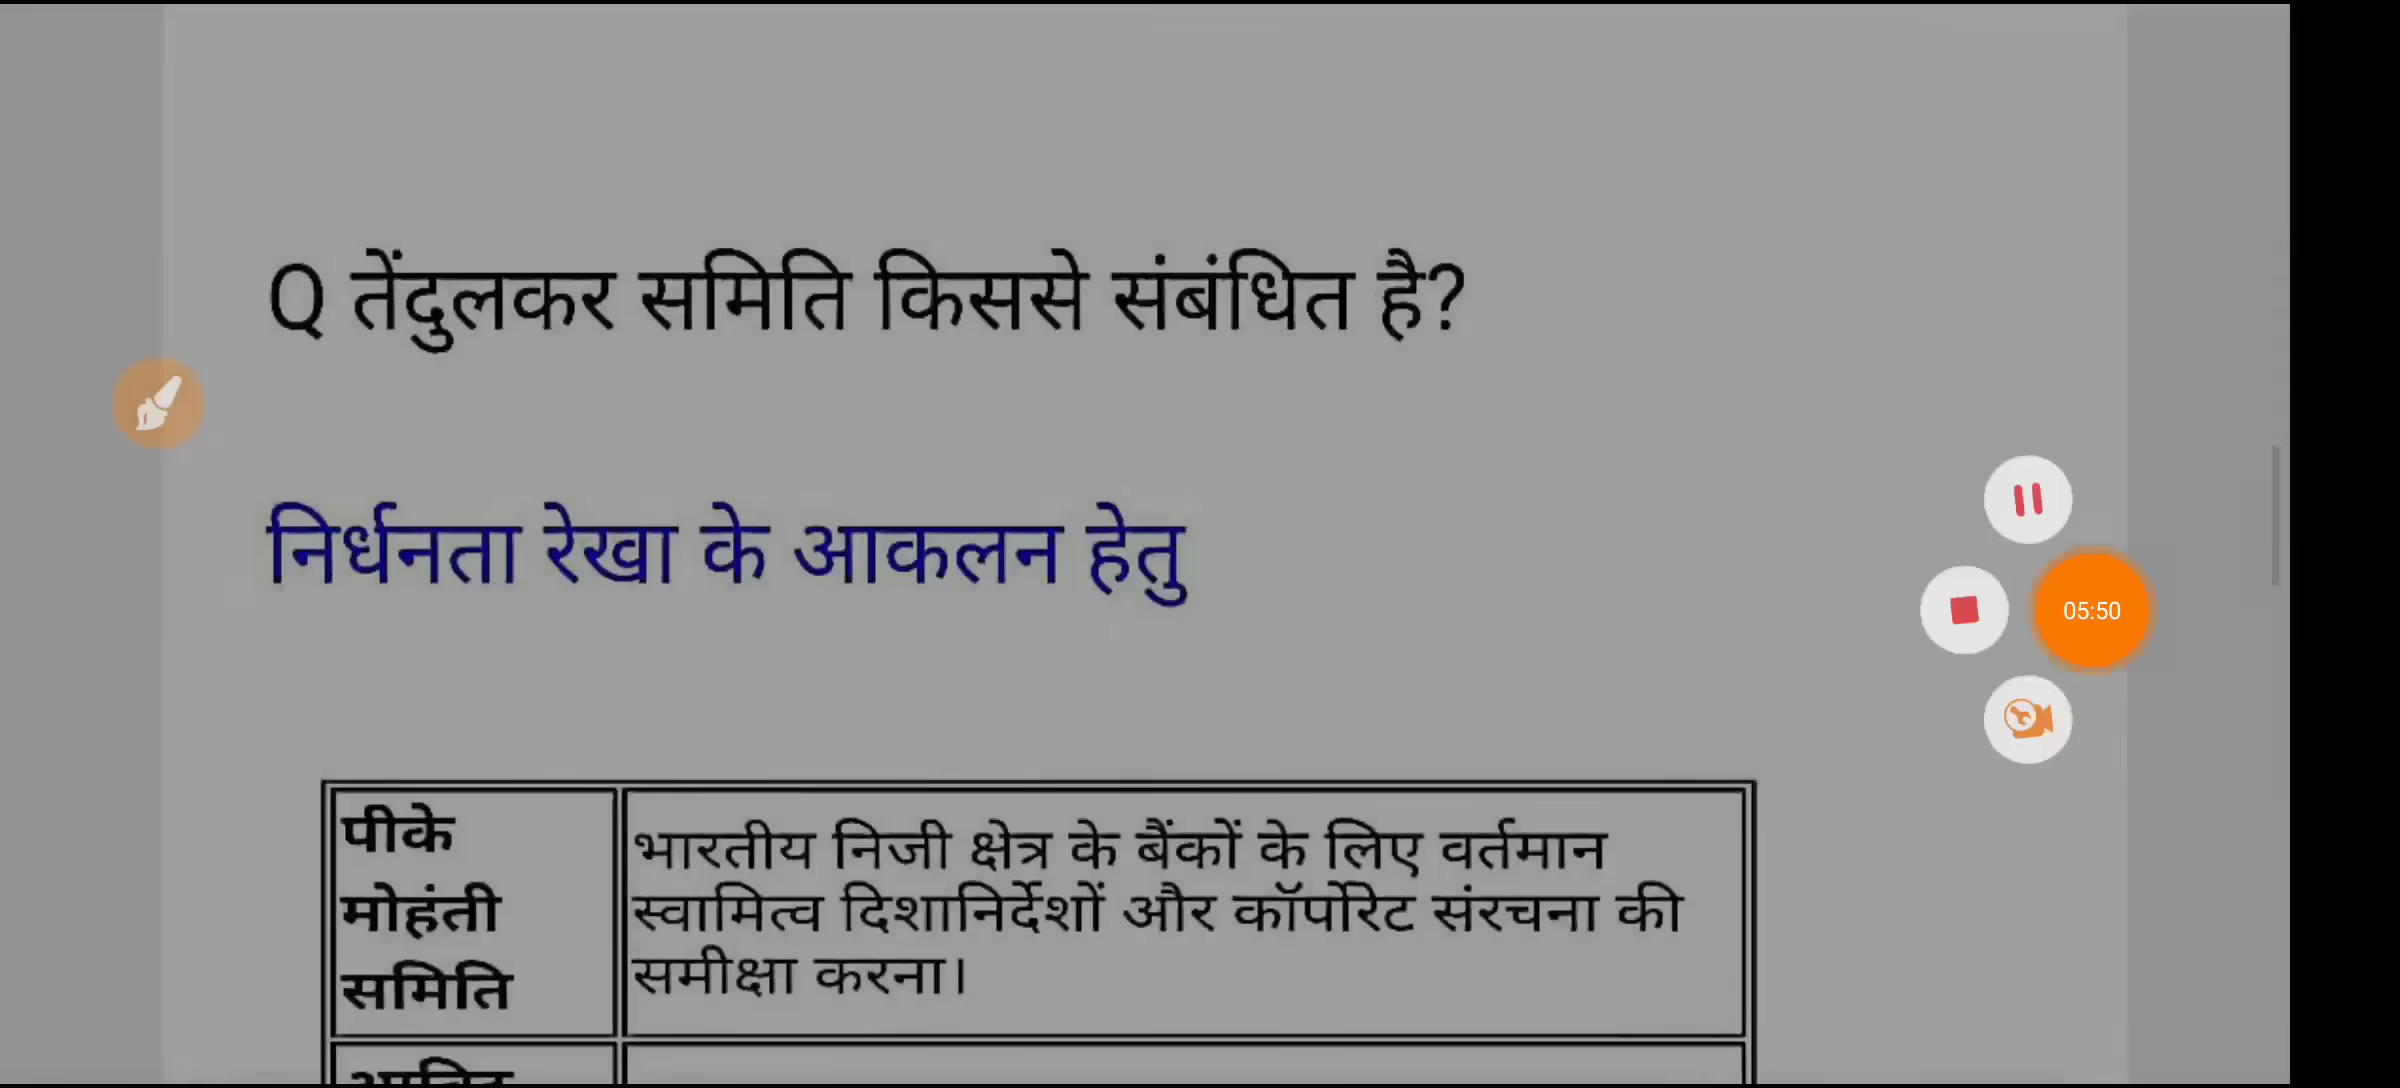 Q तेंदुलकर समिति किससे संबंधित है?
निर्धनता रेखा के आकलन हेतु
05:50
पीके
मोहंती
समिति
भारतीय निजी क्षेत्र के बैंकों के लिए वर्तमान
स्वामित्व दिशानिर्देशों और कॉर्पोरेट संरचना की
समीक्षा करना।